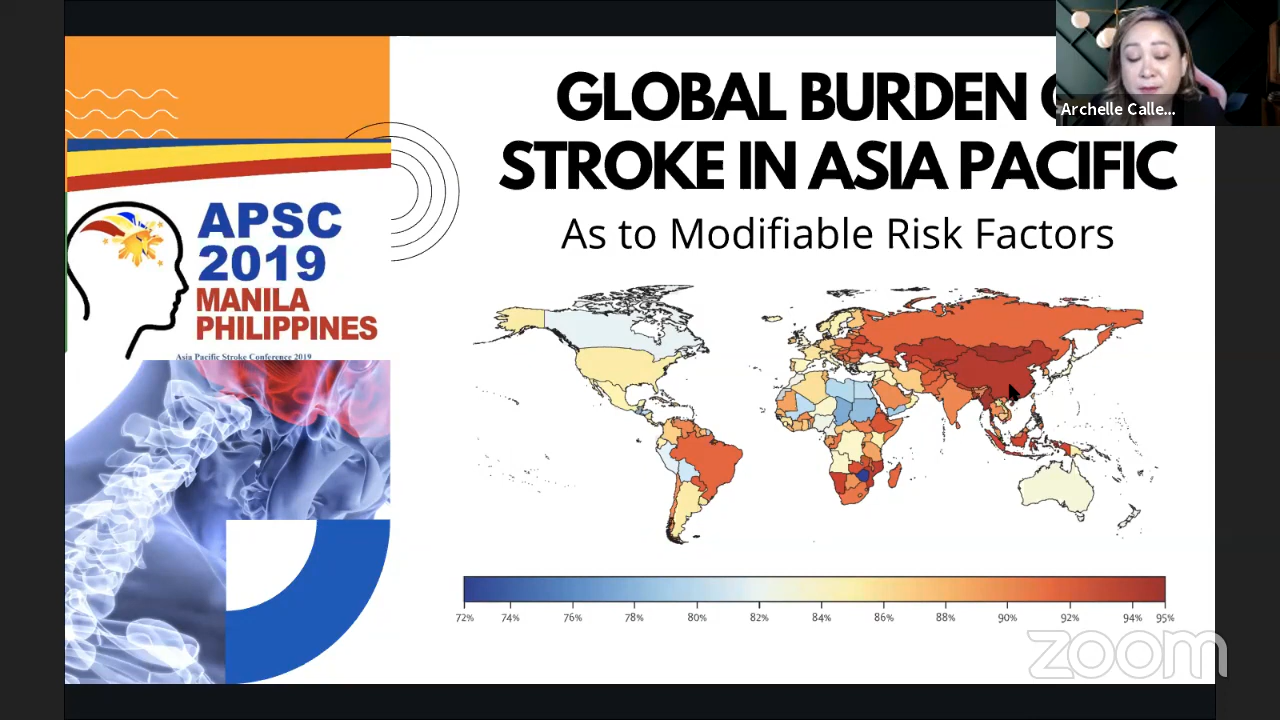 GLOBAL BURDEN
STROKE IN ASIA PACIFIC
As to Modifiable Risk Factors
Archelle Calle...
APSC
2019
MANILA
PHILIPPINES
Asia Pacific Stroke Conference 2019
72% 74% 76% 78% 80% 82% 84% 86% 88% 90% 92% 94% 95%
zoom